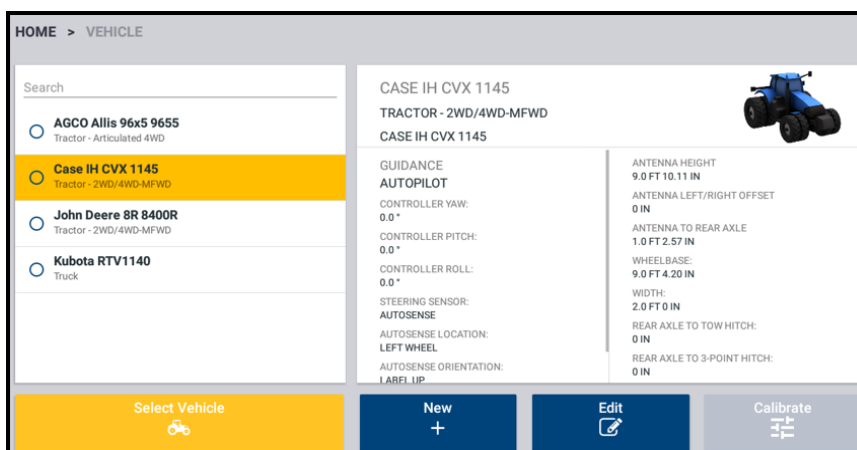 HOME > VEHICLE
Search
AGCO Allis 96x5 9655
Tractor - Articulated 4WD
Case IH CVX 1145
Tractor - 2WD/4WD-MFWD
John Deere 8R 8400R
Tractor - 2WD/4WD-MFWD
Kubota RTV1140
Truck
CASE IH CVX 1145
TRACTOR - 2WD/4WD-MFWD
CASE IH CVX 1145
GUIDANCE
AUTOPILOT
CONTROLLER YAW:
0.0 °
CONTROLLER PITCH:
0.0 °
CONTROLLER ROLL:
0.0 °
STEERING SENSOR:
AUTOSENSE
AUTOSENSE LOCATION:
LEFT WHEEL
AUTOSENSE ORIENTATION:
LABEL UP
ANTENNA HEIGHT
9.0 FT 10.11 IN
ANTENNA LEFT/RIGHT OFFSET
0 IN
ANTENNA TO REAR AXLE
1.0 FT 2.57 IN
WHEELBASE:
9.0 FT 4.20 IN
WIDTH:
2.0 FT 0 IN
REAR AXLE TO TOW HITCH:
0 IN
REAR AXLE TO 3-POINT HITCH:
0 IN
Select Vehicle
New
Edit
Calibrate